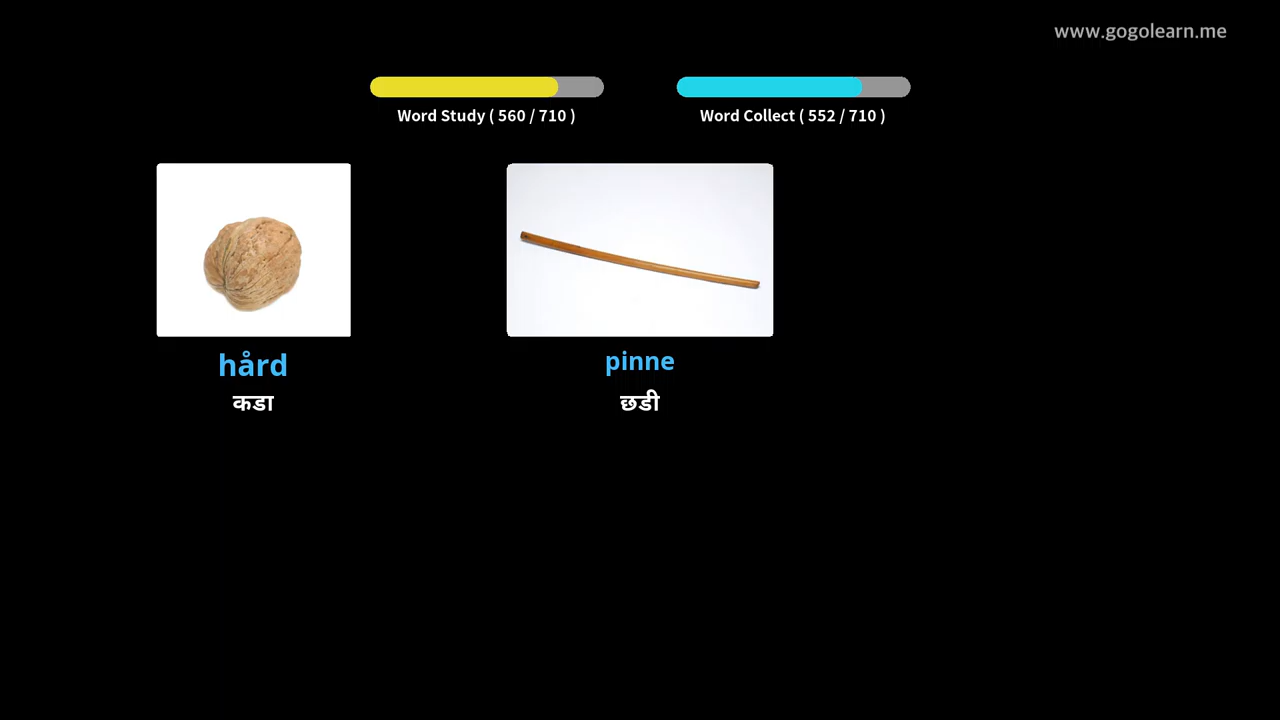 www.gogolearn.me
Word Study ( 560 / 710 )
Word Collect ( 552 / 710 )
hård
कडा
pinne
छडी